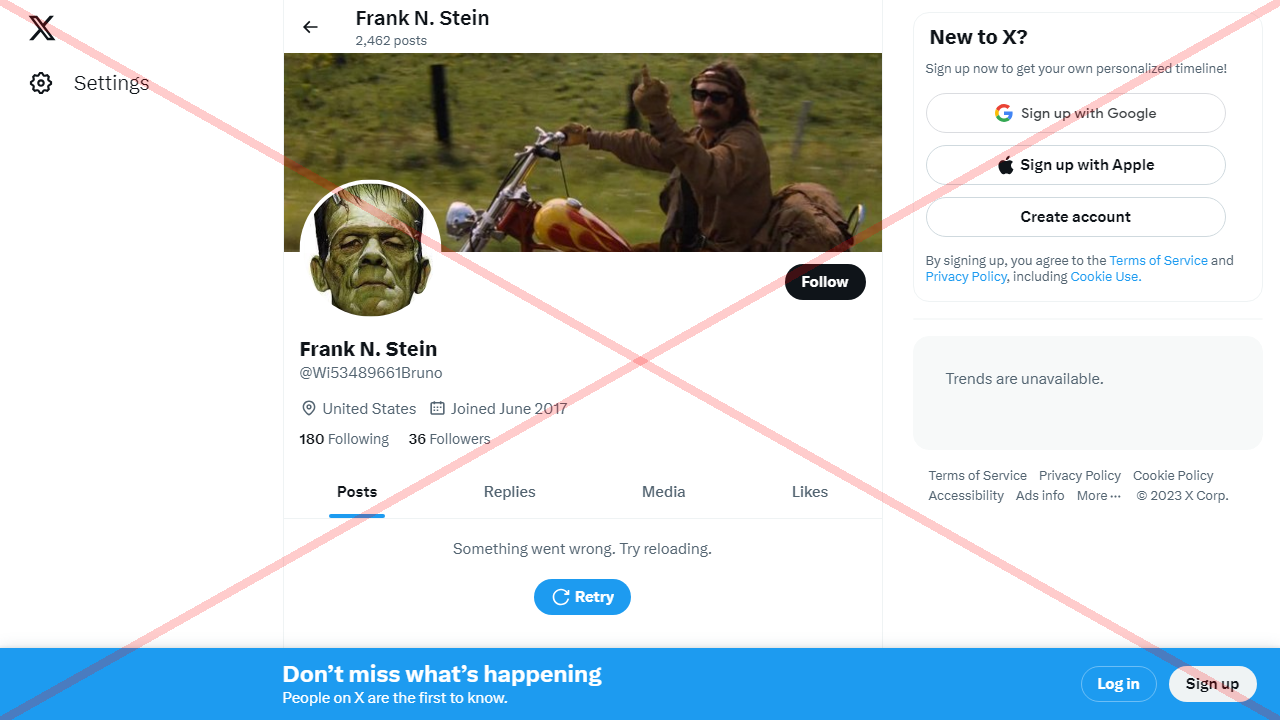 Frank N. Stein
2,462 posts
Settings
Follow
Frank N. Stein
@Wi53489661Bruno
United States Joined June 2017
180 Following 36 Followers
Posts Replies Media Likes
Something went wrong. Try reloading.
Retry
New to X?
Sign up now to get your own personalized timeline!
Sign up with Google
Sign up with Apple
Create account
By signing up, you agree to the Terms of Service and
Privacy Policy, including Cookie Use.
Trends are unavailable.
Terms of Service Privacy Policy Cookie Policy
Accessibility Ads info More ··· © 2023 X Corp.
Don’t miss what’s happening
People on X are the first to know.
Log in Sign up